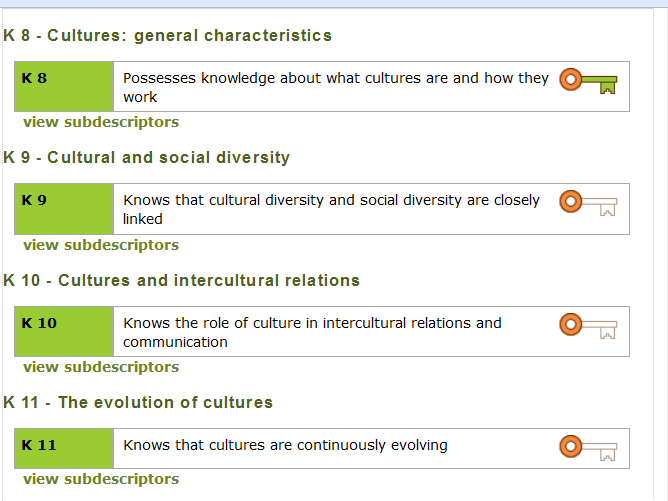 K 8 - Cultures: general characteristics
K 8
Possesses knowledge about what cultures are and how they
work
view subdescriptors
K 9 - Cultural and social diversity
K 9
Knows that cultural diversity and social diversity are closely
linked
view subdescriptors
K 10 - Cultures and intercultural relations
K 10
Knows the role of culture in intercultural relations and
communication
view subdescriptors
K 11 - The evolution of cultures
K 11
Knows that cultures are continuously evolving
view subdescriptors